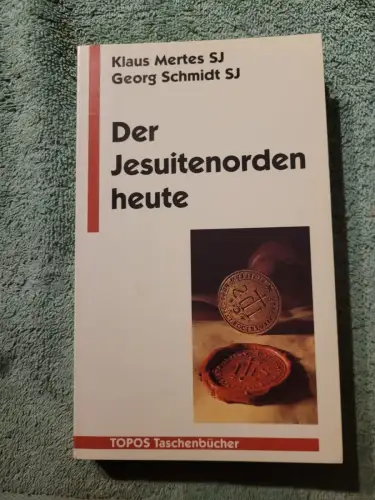 Klaus Mertes SJ
Georg Schmidt SJ
Der
Jesuitenorden
heute
TOPOS Taschenbücher